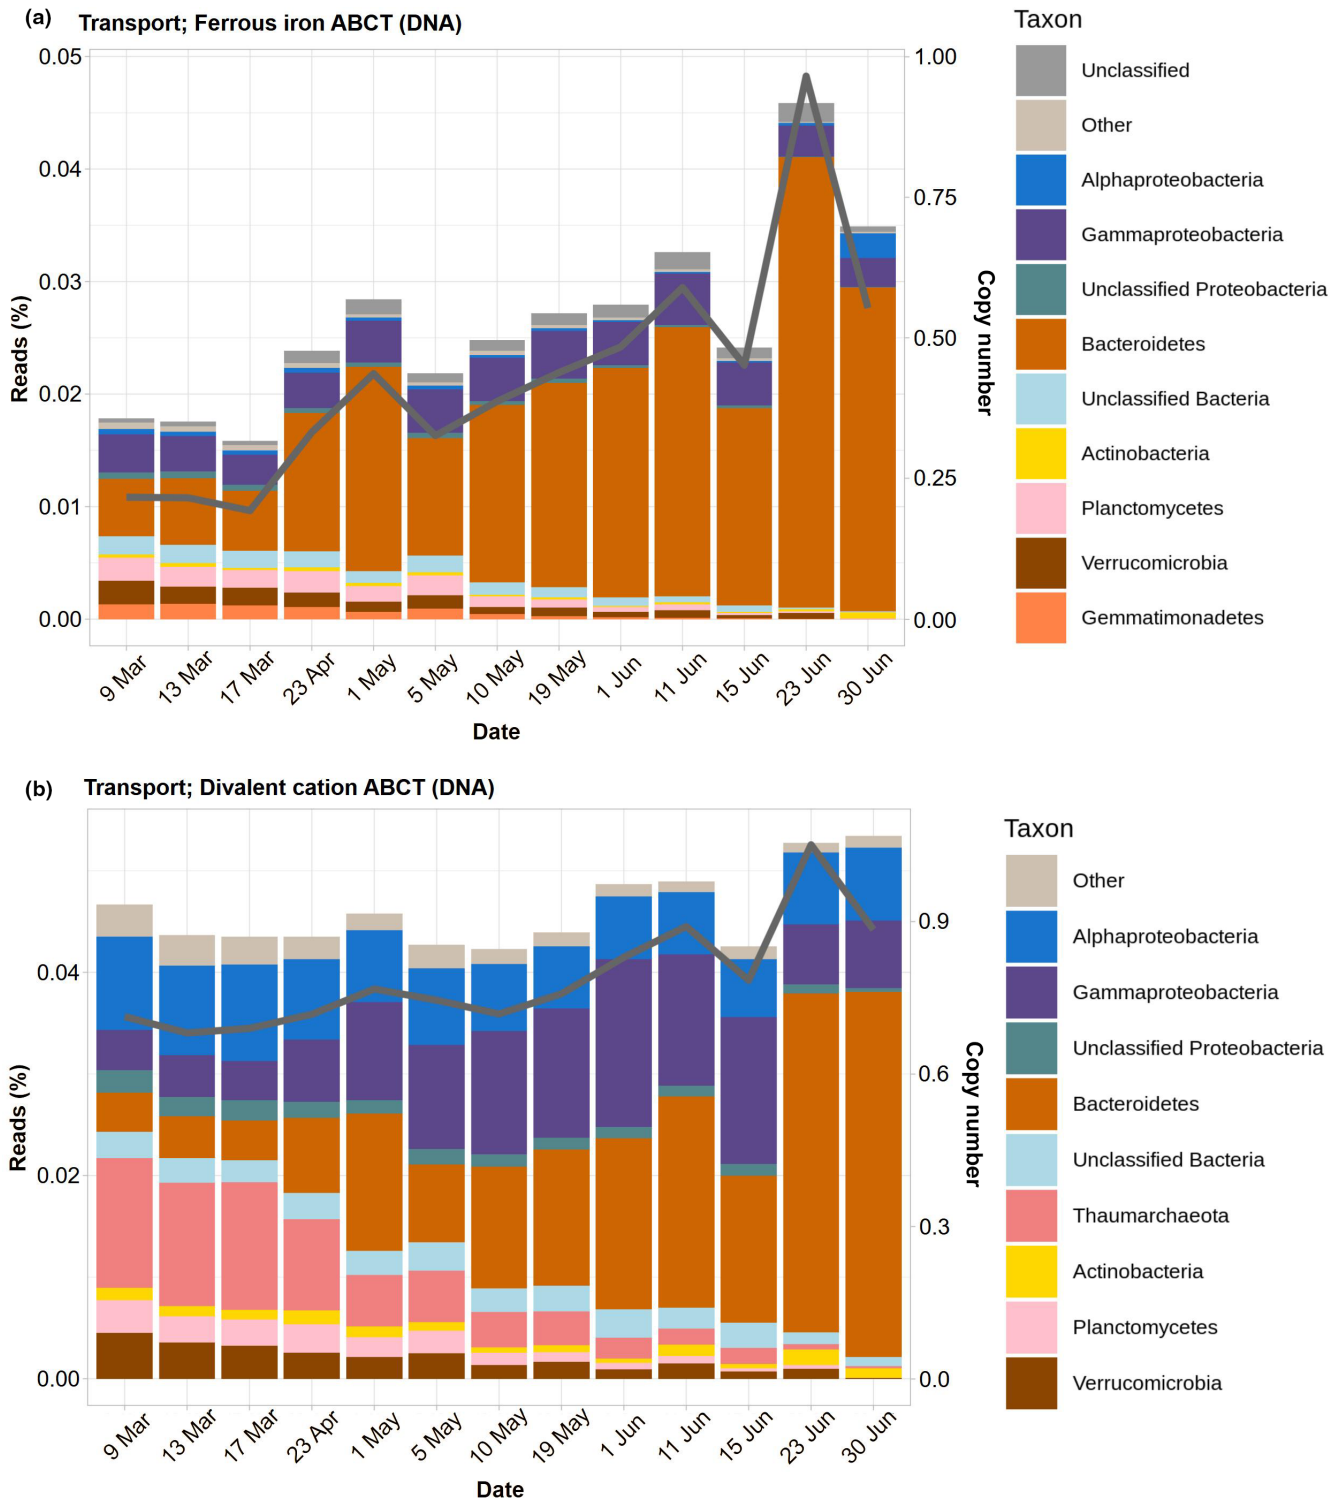 (a) Transport; Ferrous iron ABCT (DNA)
Reads (%)
0.05
0.04
0.03
0.02
0.01
0.00
1.00
0.75
0.50
0.25
0.00
Copy number
9 Mar 13 Mar 17 Mar 23 Apr 1 May 5 May 10 May 19 May 1 Jun 11 Jun 15 Jun 23 Jun 30 Jun
Date
Taxon
Unclassified
Other
Alphaproteobacteria
Gammaproteobacteria
Unclassified Proteobacteria
Bacteroidetes
Unclassified Bacteria
Actinobacteria
Planctomycetes
Verrucomicrobia
Gemmatimonadetes
(b) Transport; Divalent cation ABCT (DNA)
Reads (%)
0.04
0.02
0.00
0.9
0.6
0.3
0.0
Copy number
9 Mar 13 Mar 17 Mar 23 Apr 1 May 5 May 10 May 19 May 1 Jun 11 Jun 15 Jun 23 Jun 30 Jun
Date
Taxon
Other
Alphaproteobacteria
Gammaproteobacteria
Unclassified Proteobacteria
Bacteroidetes
Unclassified Bacteria
Thaumarchaeota
Actinobacteria
Planctomycetes
Verrucomicrobia